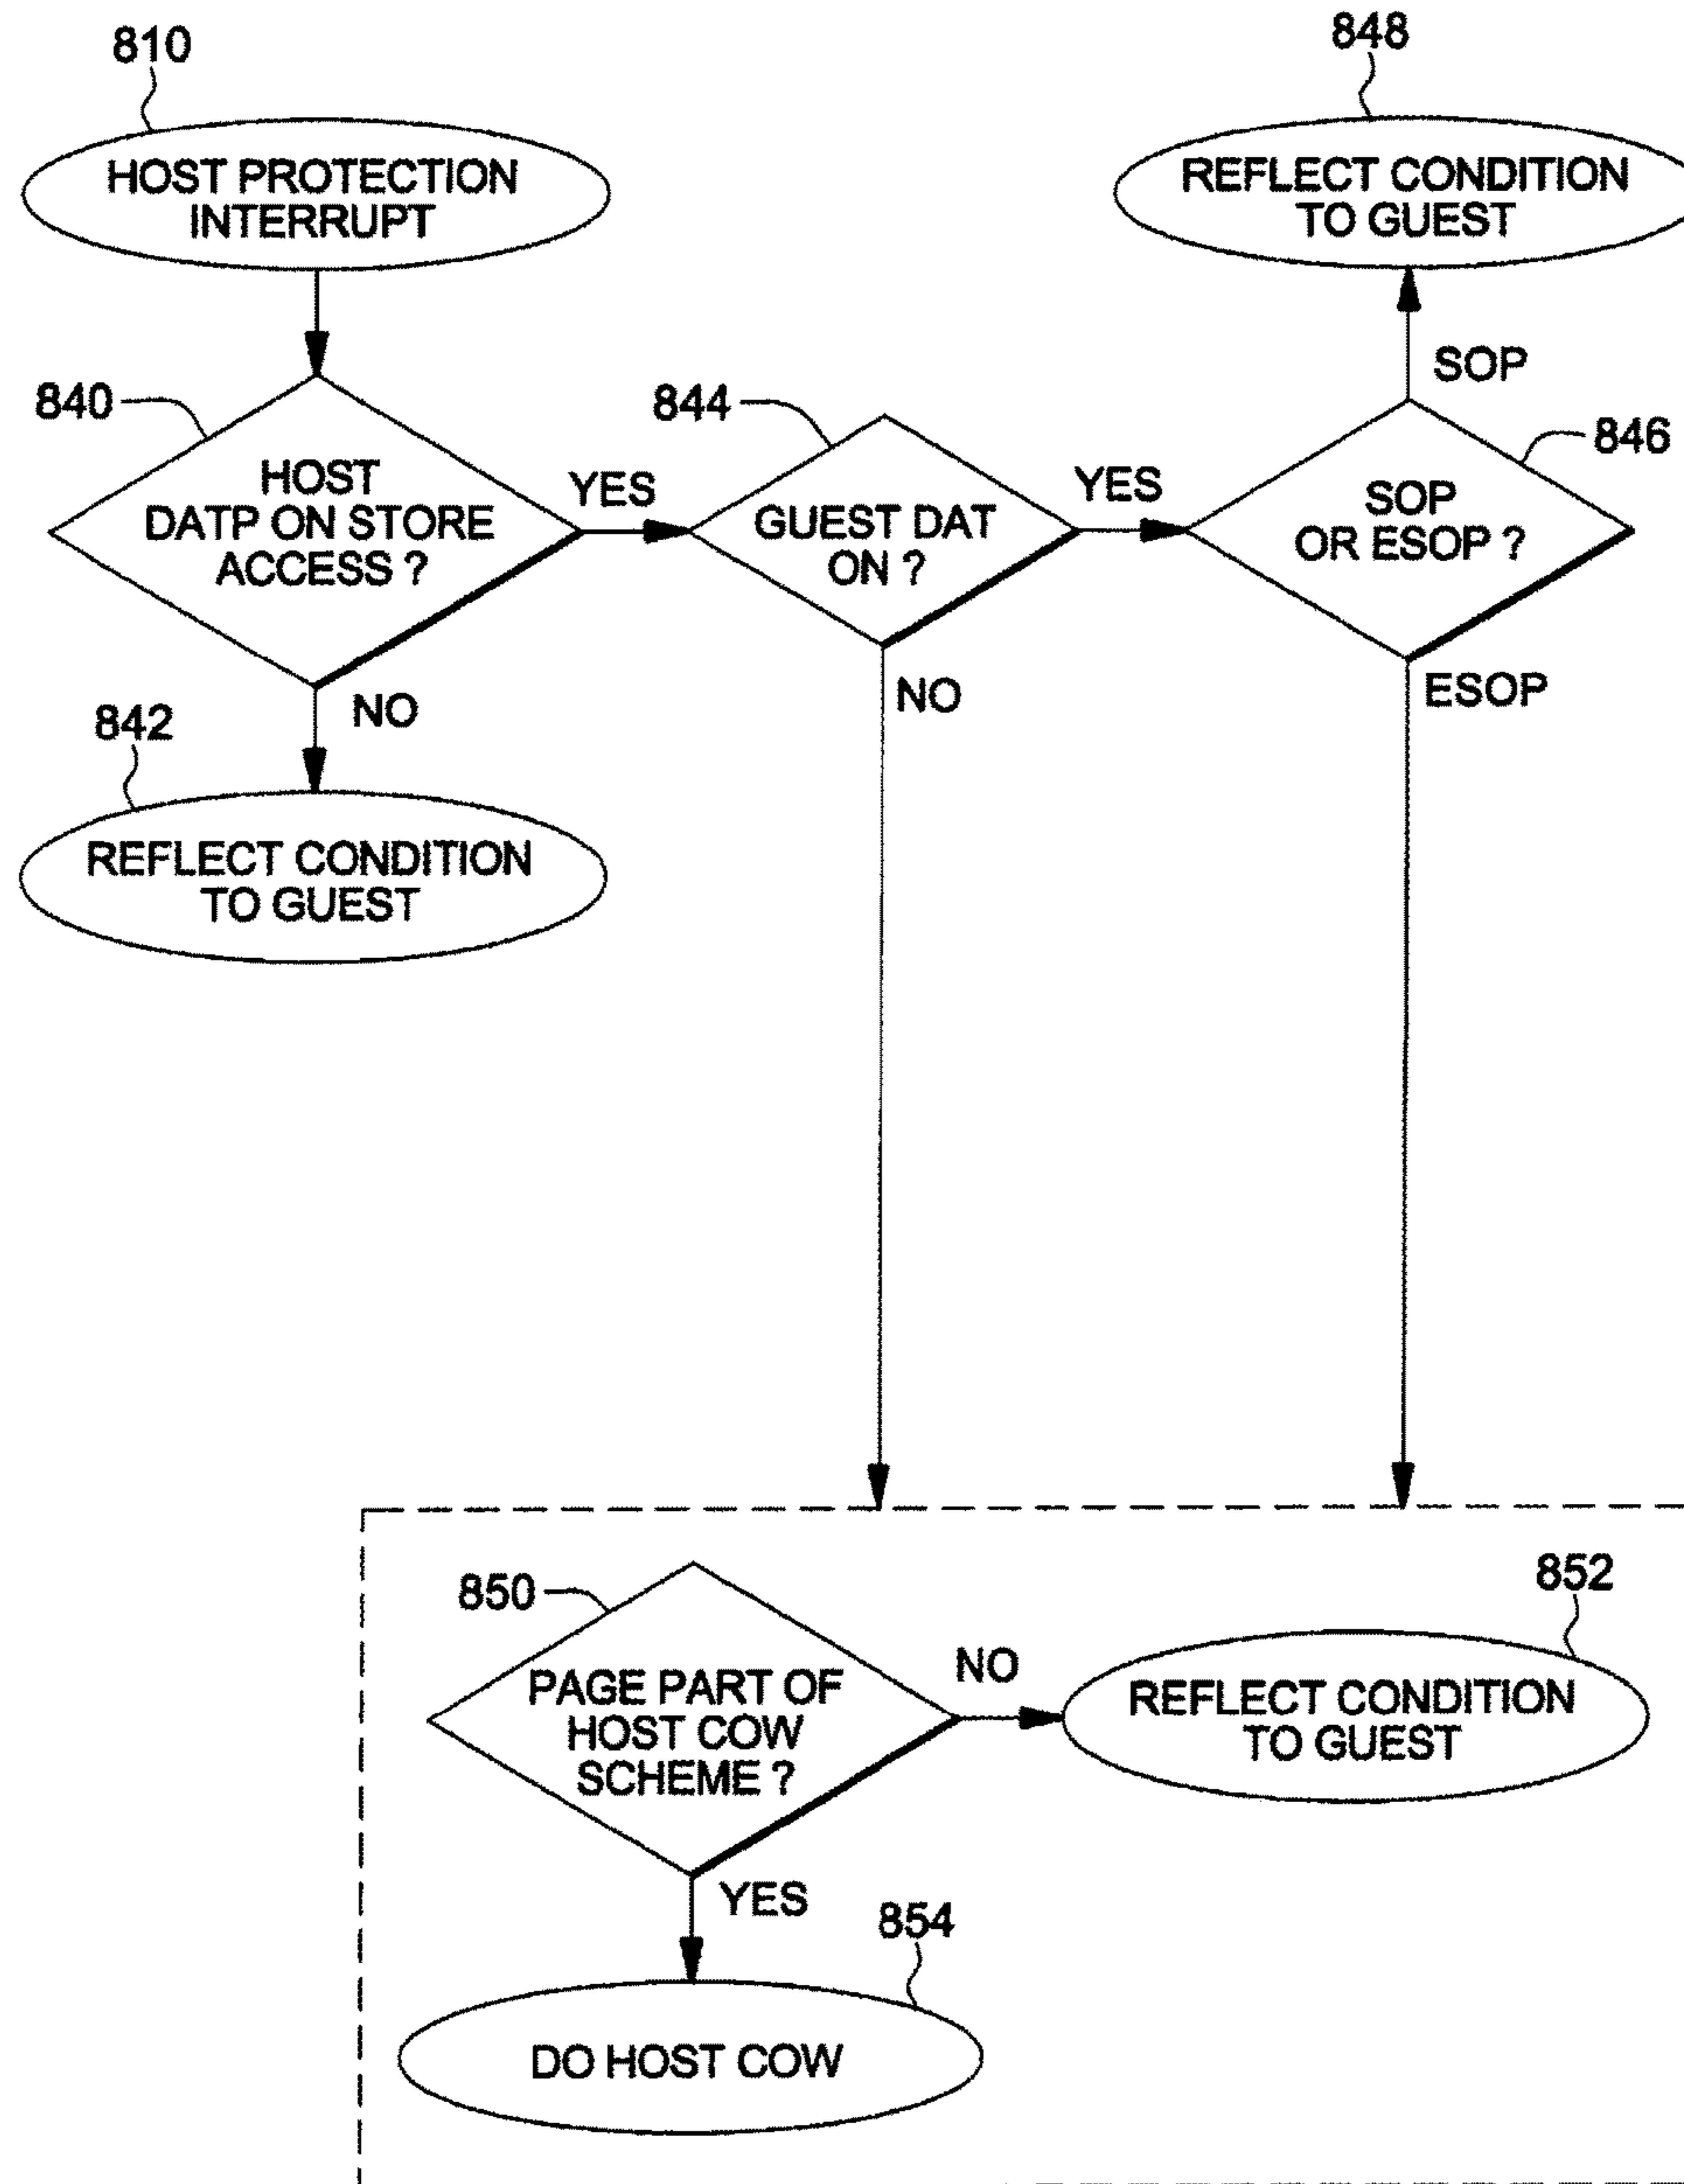 810
HOST PROTECTION
INTERRUPT
848
REFLECT CONDITION
TO GUEST
SOP
840
HOST
DATP ON STORE
ACCESS ?
YES
844
GUEST DAT
ON ?
YES
846
SOP
OR ESOP ?
NO
NO
ESOP
842
REFLECT CONDITION
TO GUEST
850
PAGE PART OF
HOST COW
SCHEME ?
NO
852
REFLECT CONDITION
TO GUEST
YES
854
DO HOST COW